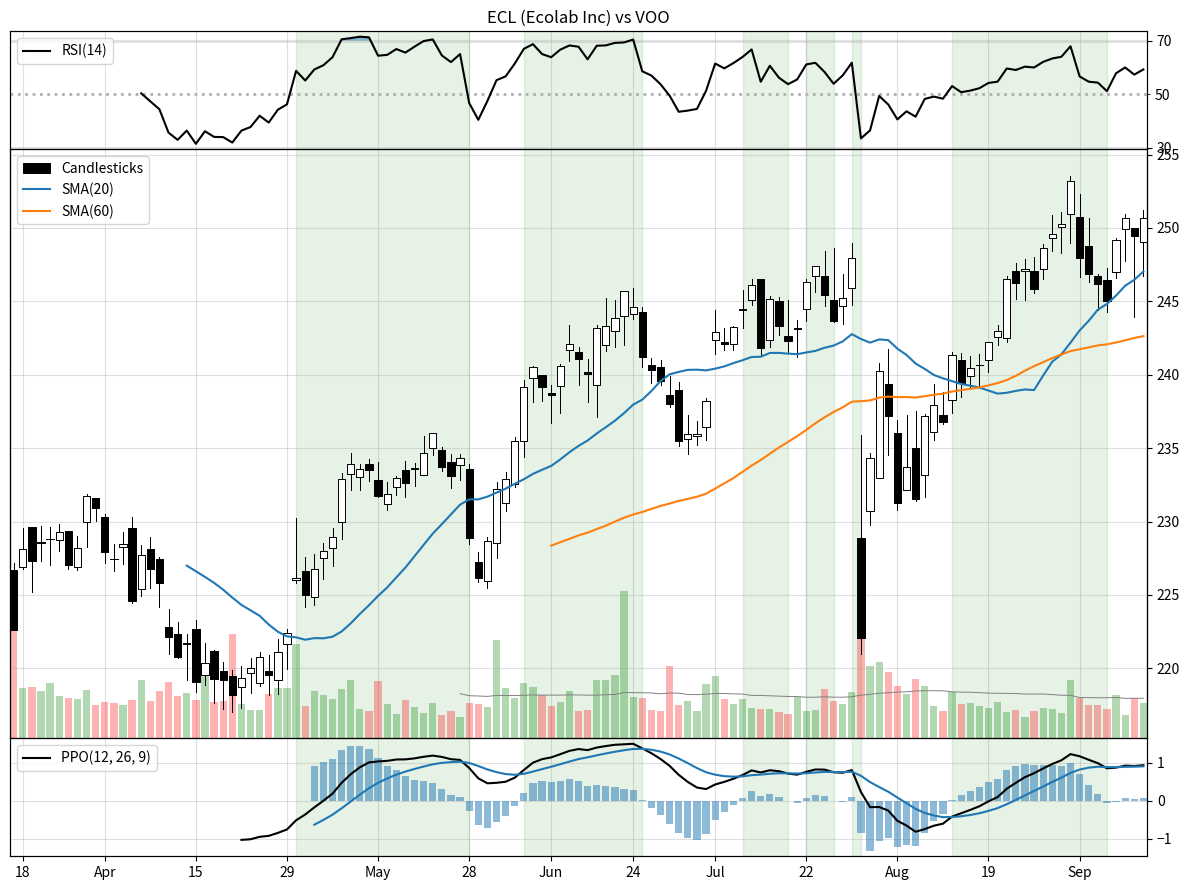 ECL (Ecolab Inc) vs VOO
RSI(14)
70
50
30
Candlesticks
SMA(20)
SMA(60)
255
250
245
240
235
230
225
220
PPO(12, 26, 9)
1
0
−1
18 Apr 15 29 May 28 Jun 24 Jul 22 Aug 19 Sep